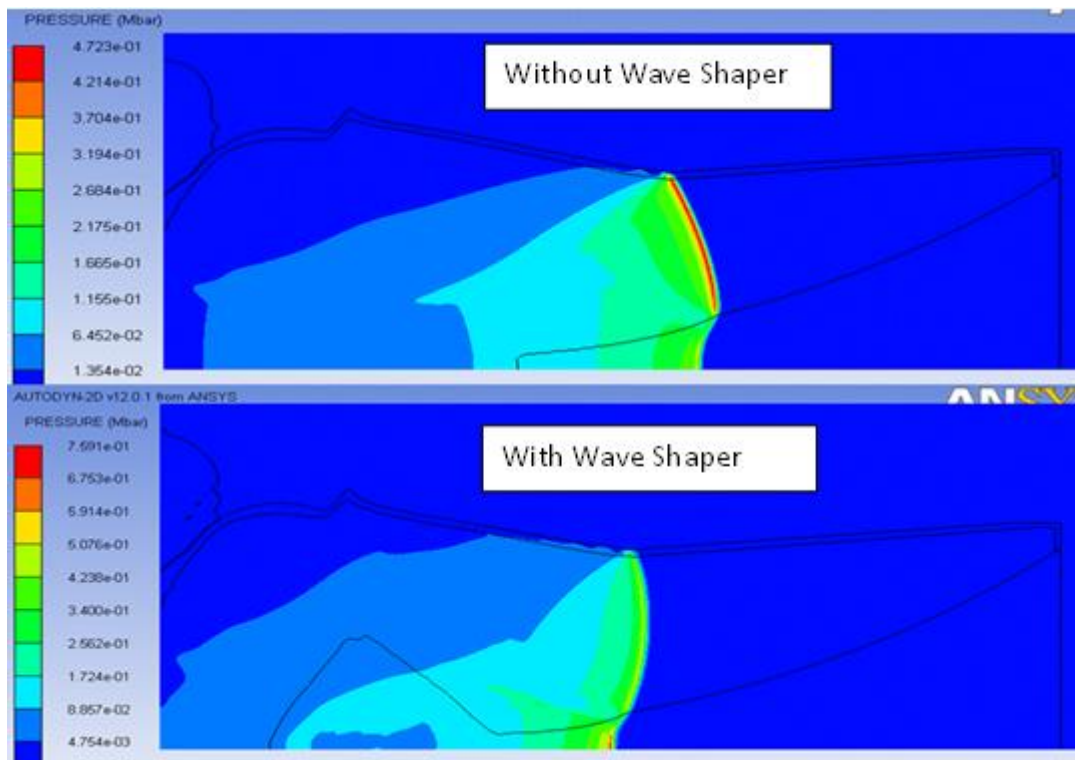 PRESSURE (Mbar)
4.723e-01
4.214e-01
3.704e-01
3.194e-01
2.684e-01
2.175e-01
1.665e-01
1.155e-01
6.452e-02
1.354e-02
Without Wave Shaper
AUTODYN-2D v12.0.1 from ANSYS
PRESSURE (Mbar)
7.591e-01
6.753e-01
5.914e-01
5.076e-01
4.238e-01
3.400e-01
2.562e-01
1.724e-01
8.857e-02
4.754e-03
With Wave Shaper